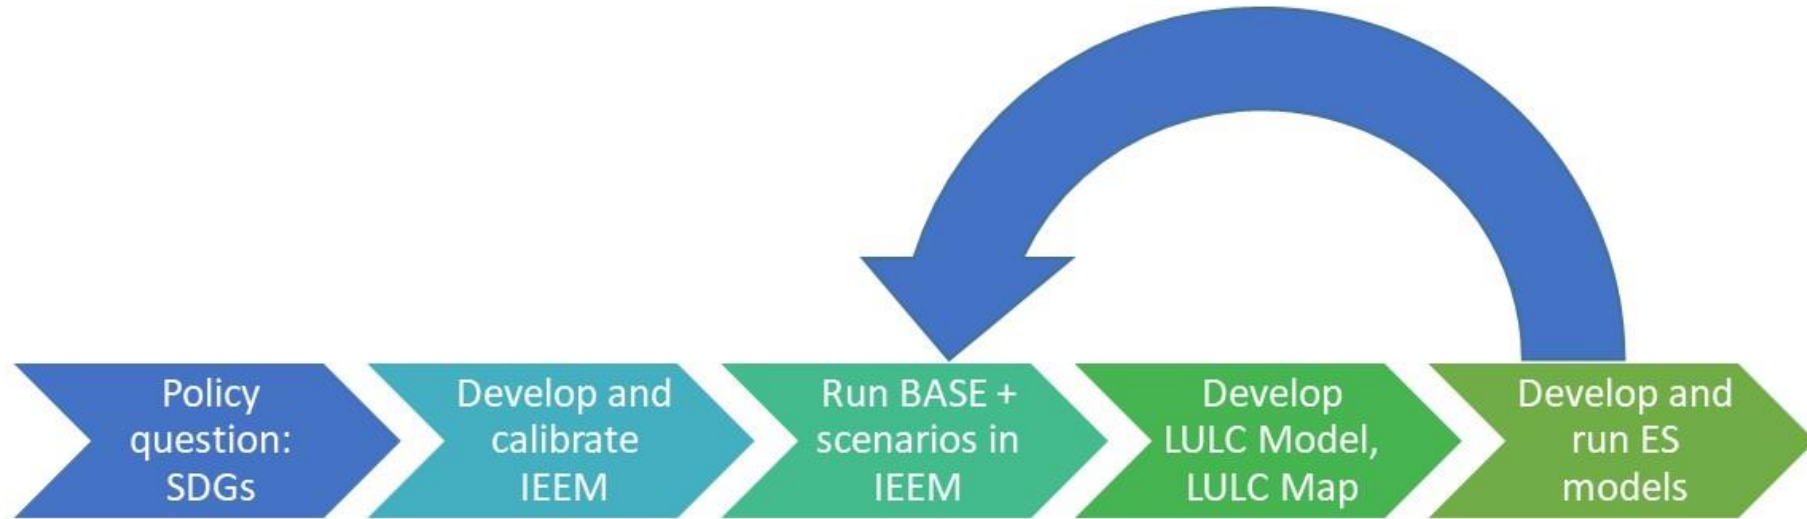 Policy
question:
SDGs
Develop and
calibrate
IEEM
Run BASE +
scenarios in
IEEM
Develop
LULC Model,
LULC Map
Develop and
run ES
models